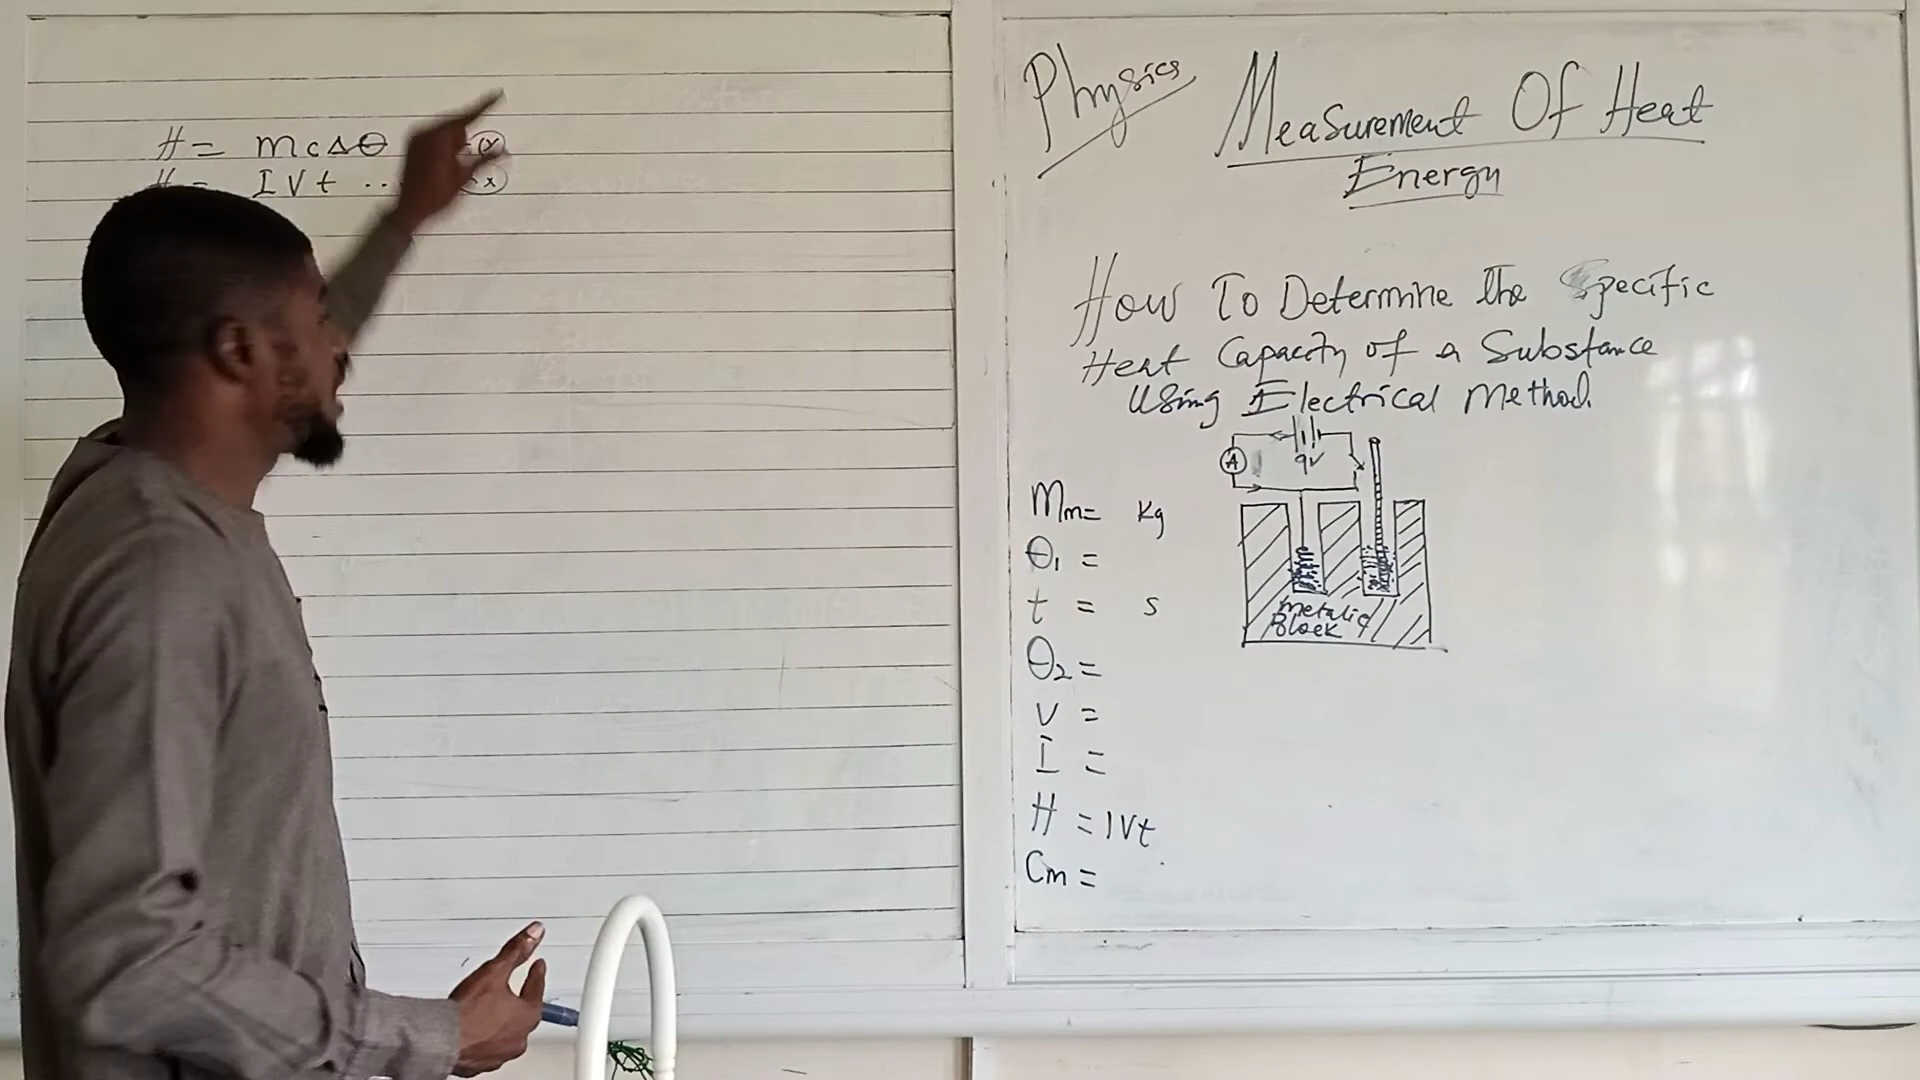 H = mcΔθ
H = IVt ... x
Physics
Measurement Of Heat
Energy
How To Determine the Specific
Heat Capacity of a Substance
Using Electrical Method.
A
9V
Mm= Kg
θ₁ =
t = s
metalic
Block
θ₂ =
V =
I =
H = IVt
Cm =